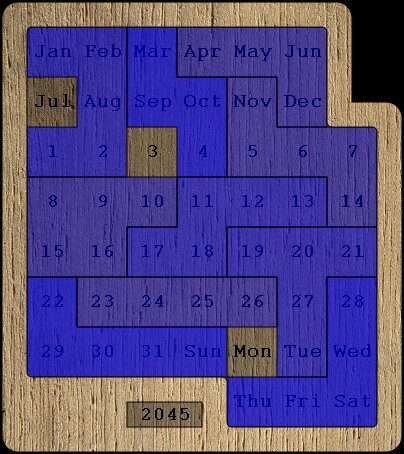 Jan Feb Mar Apr May Jun
Jul Aug Sep Oct Nov Dec
1 2 3 4 5 6 7
8 9 10 11 12 13 14
15 16 17 18 19 20 21
22 23 24 25 26 27 28
29 30 31 Sun Mon Tue Wed
Thu Fri Sat
2045